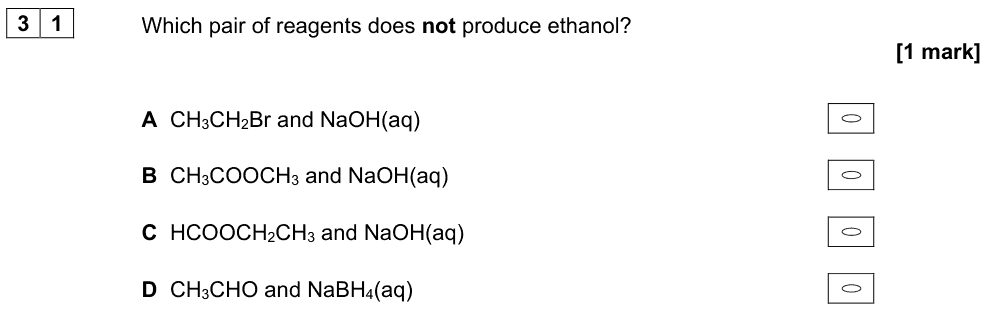 3 1 Which pair of reagents does not produce ethanol?
[1 mark]
A CH₃CH₂Br and NaOH(aq)
B CH₃COOCH₃ and NaOH(aq)
C HCOOCH₂CH₃ and NaOH(aq)
D CH₃CHO and NaBH₄(aq)